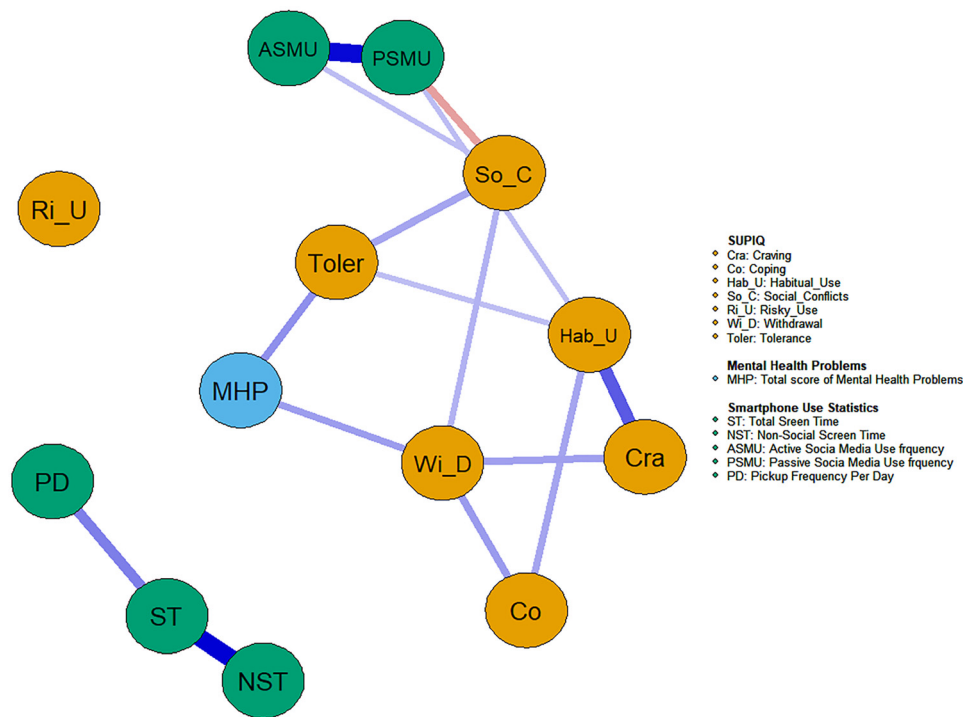 ASMU
PSMU
So_C
Ri_U
Toler
Hab_U
MHP
Wi_D
Cra
PD
Co
ST
NST
SUPIQ
Cra: Craving
Co: Coping
Hab_U: Habitual_Use
So_C: Social_Conflicts
Ri_U: Risky_Use
Wi_D: Withdrawal
Toler: Tolerance
Mental Health Problems
MHP: Total score of Mental Health Problems
Smartphone Use Statistics
ST: Total Sreen Time
NST: Non-Social Screen Time
ASMU: Active Socia Media Use frquency
PSMU: Passive Socia Media Use frquency
PD: Pickup Frequency Per Day